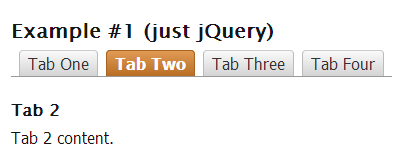 Example #1 (just jQuery)
Tab One Tab Two Tab Three Tab Four
Tab 2
Tab 2 content.